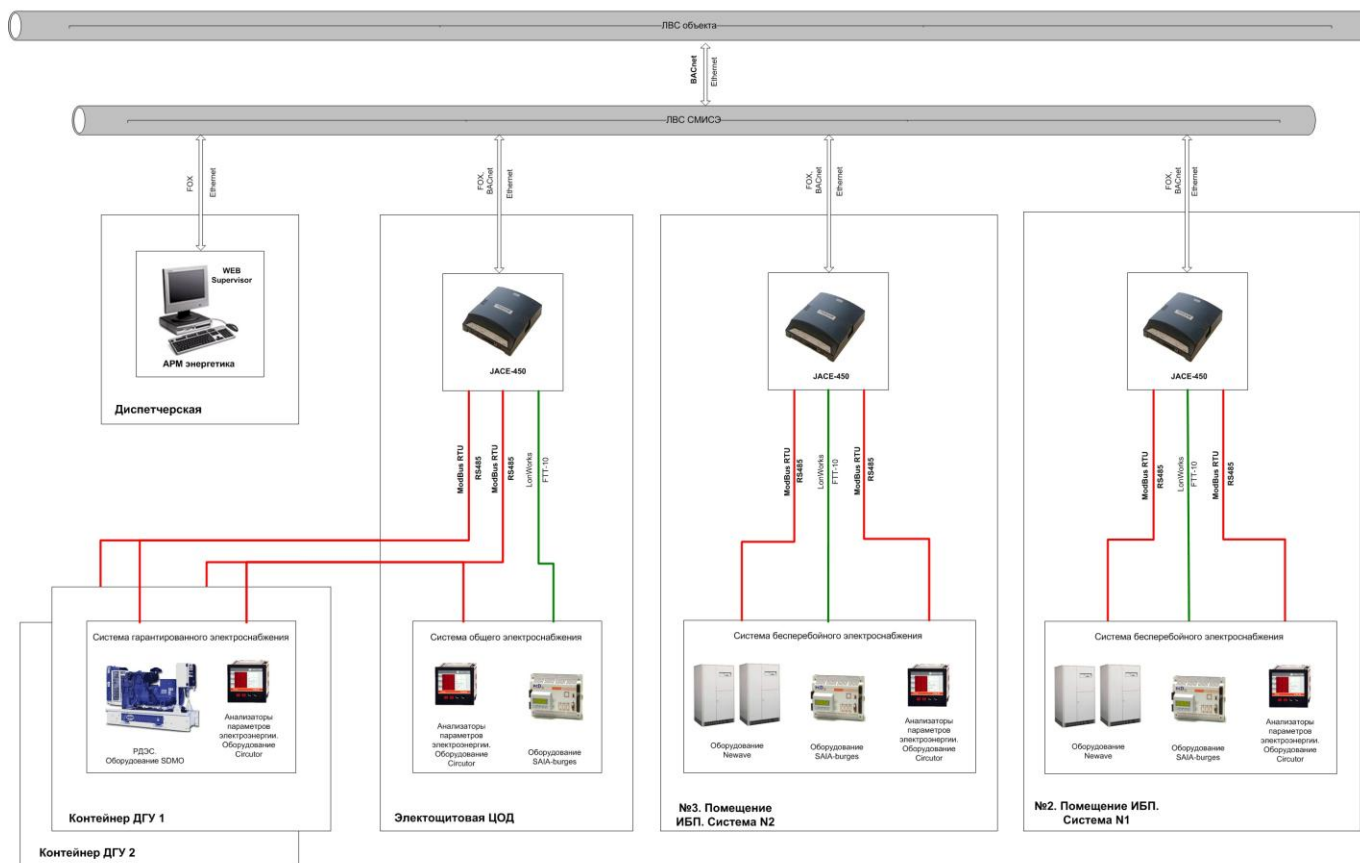 ЛВС объекта
BACnet
Ethernet
ЛВС СМИСЭ
FOX
Ethernet
FOX,
BACnet
Ethernet
FOX,
BACnet
Ethernet
FOX,
BACnet
Ethernet
WEB
Supervisor
АРМ энергетика
Диспетчерская
JACE-450
JACE-450
JACE-450
ModBus RTU
RS485
ModBus RTU
RS485
LonWorks
FTT-10
ModBus RTU
RS485
LonWorks
FTT-10
ModBus RTU
RS485
ModBus RTU
RS485
LonWorks
FTT-10
ModBus RTU
RS485
Система гарантированного электроснабжения
РДЭС.
Оборудование SDMO
Анализаторы
параметров
электроэнергии.
Оборудование
Circutor
Контейнер ДГУ 1
Контейнер ДГУ 2
Система общего электроснабжения
Анализаторы
параметров
электроэнергии.
Оборудование
Circutor
Оборудование
SAIA-burges
Электощитовая ЦОД
Система бесперебойного электроснабжения
Оборудование
Newave
Оборудование
SAIA-burges
Анализаторы
параметров
электроэнергии.
Оборудование
Circutor
№3. Помещение
ИБП. Система N2
Система бесперебойного электроснабжения
Оборудование
Newave
Оборудование
SAIA-burges
Анализаторы
параметров
электроэнергии.
Оборудование
Circutor
№2. Помещение ИБП.
Система N1